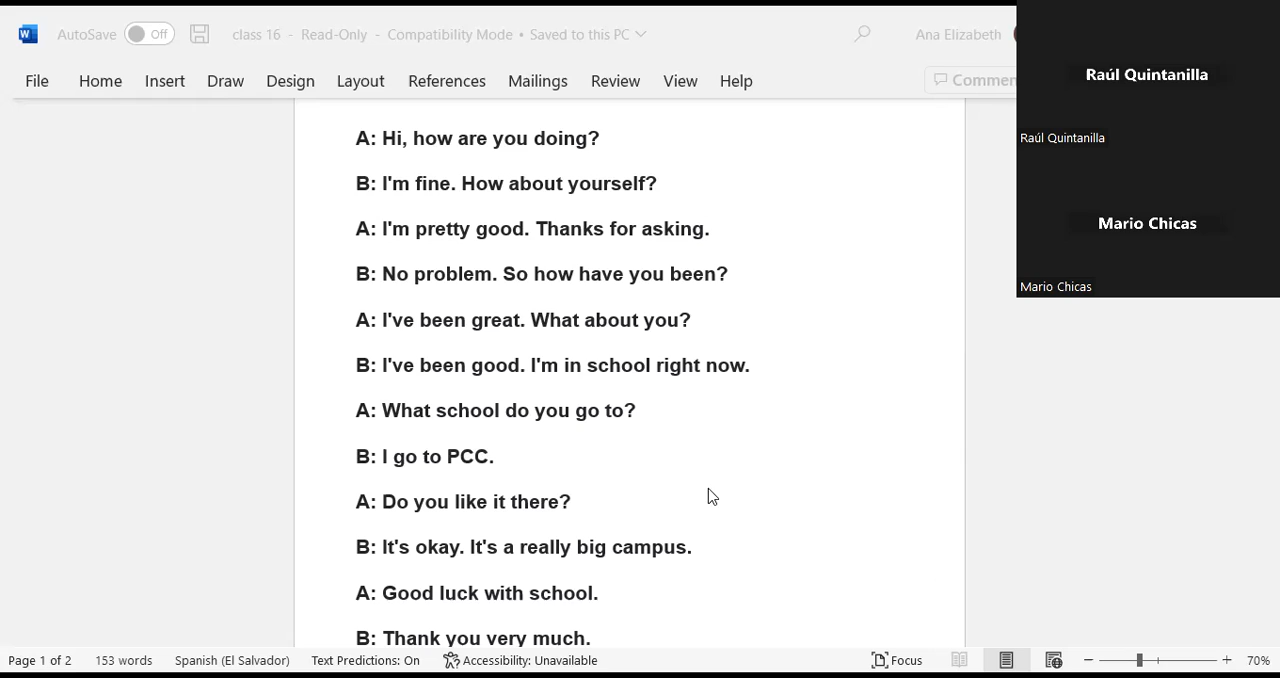 AutoSave Off class 16 - Read-Only - Compatibility Mode • Saved to this PC Ana Elizabeth
File Home Insert Draw Design Layout References Mailings Review View Help
A: Hi, how are you doing?
B: I'm fine. How about yourself?
A: I'm pretty good. Thanks for asking.
B: No problem. So how have you been?
A: I've been great. What about you?
B: I've been good. I'm in school right now.
A: What school do you go to?
B: I go to PCC.
A: Do you like it there?
B: It's okay. It's a really big campus.
A: Good luck with school.
B: Thank you very much.
Raúl Quintanilla
Raúl Quintanilla
Mario Chicas
Mario Chicas
Page 1 of 2 153 words Spanish (El Salvador) Text Predictions: On Accessibility: Unavailable Focus 70%